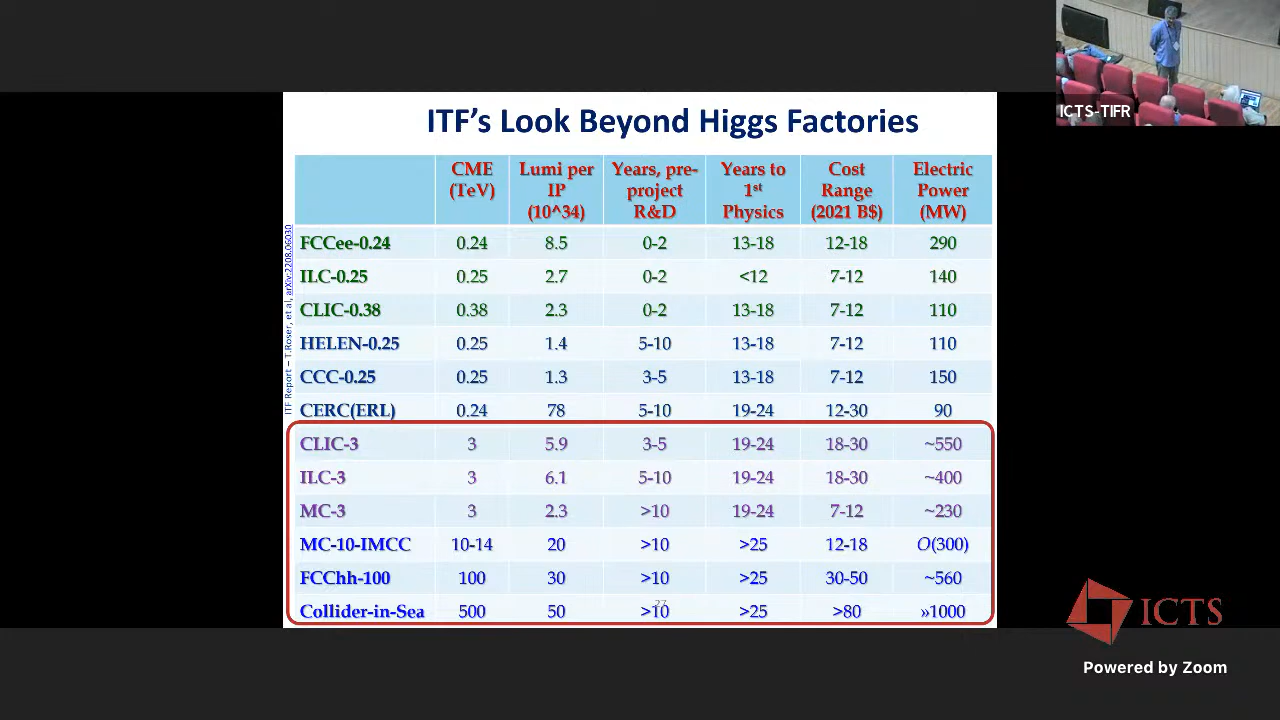 ICTS-TIFR
ITF's Look Beyond Higgs Factories
CME (TeV) Lumi per IP (10^34) Years, pre-project R&D Years to 1st Physics Cost Range (2021 B$) Electric Power (MW)
FCCee-0.24 0.24 8.5 0-2 13-18 12-18 290
ILC-0.25 0.25 2.7 0-2 <12 7-12 140
CLIC-0.38 0.38 2.3 0-2 13-18 7-12 110
HELEN-0.25 0.25 1.4 5-10 13-18 7-12 110
CCC-0.25 0.25 1.3 3-5 13-18 7-12 150
CERC(ERL) 0.24 78 5-10 19-24 12-30 90
CLIC-3 3 5.9 3-5 19-24 18-30 ~550
ILC-3 3 6.1 5-10 19-24 18-30 ~400
MC-3 3 2.3 >10 19-24 7-12 ~230
MC-10-IMCC 10-14 20 >10 >25 12-18 O(300)
FCChh-100 100 30 >10 >25 30-50 ~560
Collider-in-Sea 500 50 >10 >25 >80 »1000
27
ITF Report – T.Roser, et al, arXiv:2208.06030
ICTS
Powered by Zoom